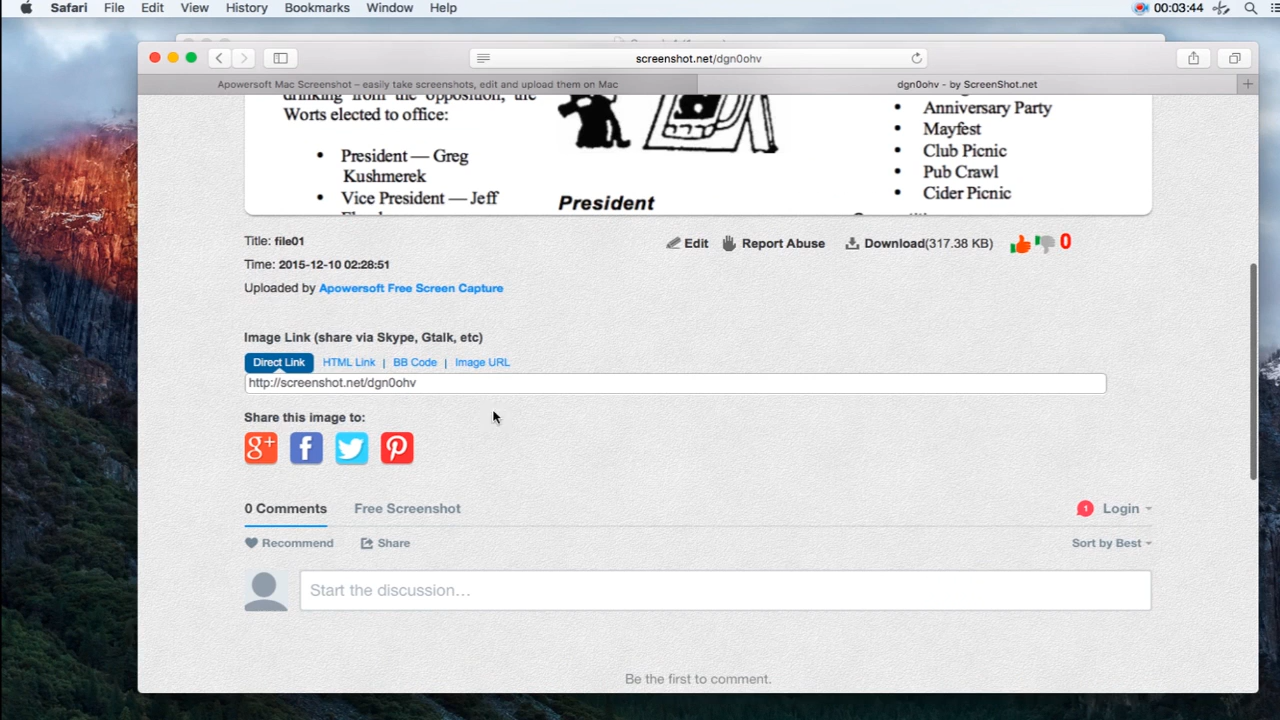 Safari File Edit View History Bookmarks Window Help 00:03:44
screenshot.net/dgn0ohv
Apowersoft Mac Screenshot – easily take screenshots, edit and upload them on Mac
dgn0ohv - by ScreenShot.net
drinking from the opposition, the
Worts elected to office:
• President — Greg
Kushmerek
• Vice President — Jeff
President
• Anniversary Party
• Mayfest
• Club Picnic
• Pub Crawl
• Cider Picnic
Title: file01
Edit Report Abuse Download(317.38 KB) 0
Time: 2015-12-10 02:28:51
Uploaded by Apowersoft Free Screen Capture
Image Link (share via Skype, Gtalk, etc)
Direct Link HTML Link | BB Code | Image URL
http://screenshot.net/dgn0ohv
Share this image to:
g+ f
0 Comments Free Screenshot 1 Login
Recommend Share Sort by Best
Start the discussion…
Be the first to comment.